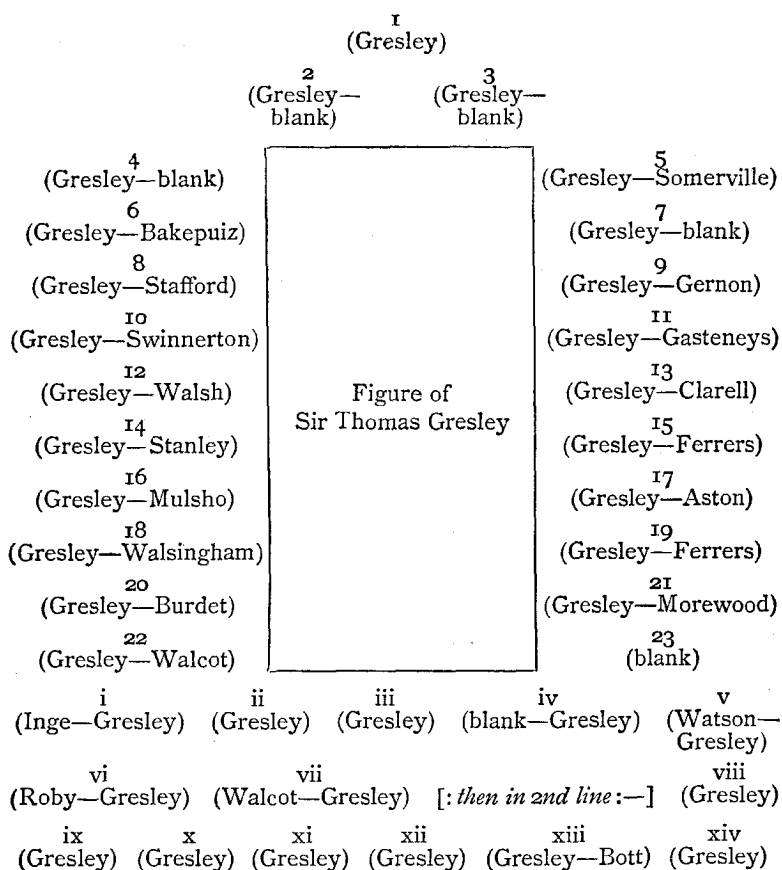 1
(Gresley)
2 3
(Gresley— (Gresley—
blank) blank)
4 5
(Gresley—blank) (Gresley—Somerville)
6 7
(Gresley—Bakepuiz) (Gresley—blank)
8 9
(Gresley—Stafford) (Gresley—Gernon)
10 11
(Gresley—Swinnerton) (Gresley—Gasteneys)
12 13
(Gresley—Walsh) (Gresley—Clarell)
Figure of
Sir Thomas Gresley
14 15
(Gresley—Stanley) (Gresley—Ferrers)
16 17
(Gresley—Mulsho) (Gresley—Aston)
18 19
(Gresley—Walsingham) (Gresley—Ferrers)
20 21
(Gresley—Burdet) (Gresley—Morewood)
22 23
(Gresley—Walcot) (blank)
i ii iii iv v
(Inge—Gresley) (Gresley) (Gresley) (blank—Gresley) (Watson—
Gresley)
vi vii viii
(Roby—Gresley) (Walcot—Gresley) [: then in 2nd line :—] (Gresley)
ix x xi xii xiii xiv
(Gresley) (Gresley) (Gresley) (Gresley) (Gresley—Bott) (Gresley)